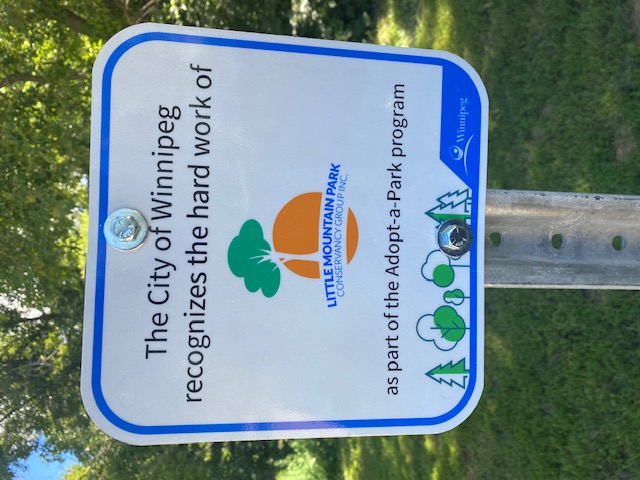 The City of Winnipeg
recognizes the hard work of
LITTLE MOUNTAIN PARK
CONSERVANCY GROUP INC.
as part of the Adopt-a-Park program
Winnipeg